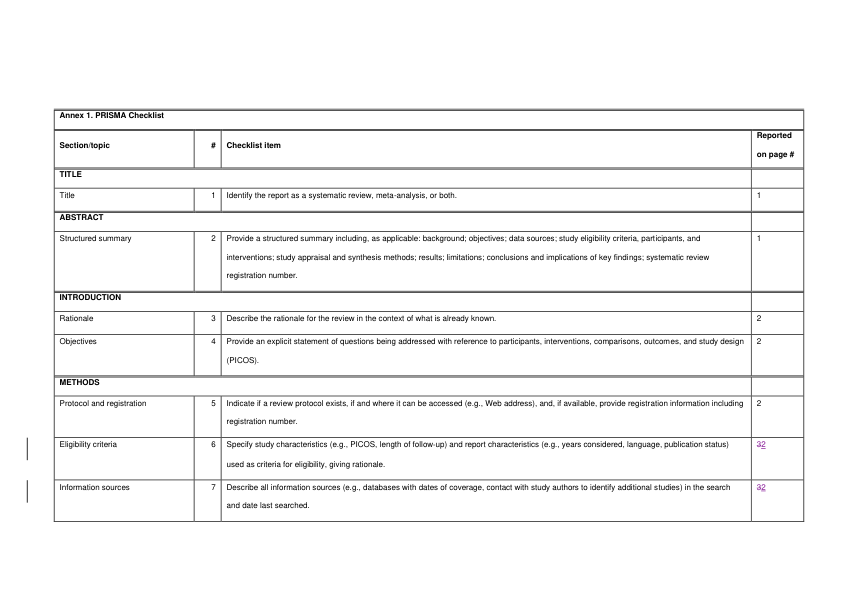 Annex 1. PRISMA Checklist
Section/topic # Checklist item Reported on page #
TITLE
Title 1 Identify the report as a systematic review, meta-analysis, or both. 1
ABSTRACT
Structured summary 2 Provide a structured summary including, as applicable: background; objectives; data sources; study eligibility criteria, participants, and 1
interventions; study appraisal and synthesis methods; results; limitations; conclusions and implications of key findings; systematic review
registration number.
INTRODUCTION
Rationale 3 Describe the rationale for the review in the context of what is already known. 2
Objectives 4 Provide an explicit statement of questions being addressed with reference to participants, interventions, comparisons, outcomes, and study design 2
(PICOS).
METHODS
Protocol and registration 5 Indicate if a review protocol exists, if and where it can be accessed (e.g., Web address), and, if available, provide registration information including 2
registration number.
Eligibility criteria 6 Specify study characteristics (e.g., PICOS, length of follow-up) and report characteristics (e.g., years considered, language, publication status) 32
used as criteria for eligibility, giving rationale.
Information sources 7 Describe all information sources (e.g., databases with dates of coverage, contact with study authors to identify additional studies) in the search 32
and date last searched.